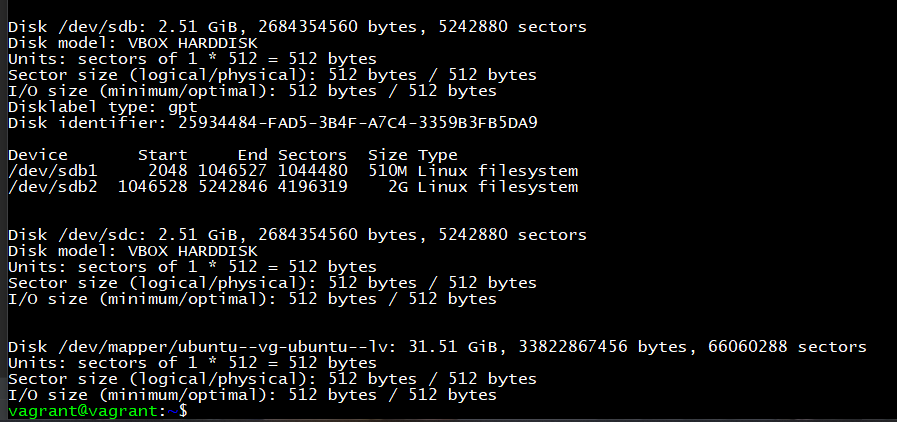 Disk /dev/sdb: 2.51 GiB, 2684354560 bytes, 5242880 sectors
Disk model: VBOX HARDDISK
Units: sectors of 1 * 512 = 512 bytes
Sector size (logical/physical): 512 bytes / 512 bytes
I/O size (minimum/optimal): 512 bytes / 512 bytes
Disklabel type: gpt
Disk identifier: 25934484-FAD5-3B4F-A7C4-3359B3FB5DA9
Device       Start     End Sectors  Size Type
/dev/sdb1     2048 1046527 1044480  510M Linux filesystem
/dev/sdb2  1046528 5242846 4196319    2G Linux filesystem
Disk /dev/sdc: 2.51 GiB, 2684354560 bytes, 5242880 sectors
Disk model: VBOX HARDDISK
Units: sectors of 1 * 512 = 512 bytes
Sector size (logical/physical): 512 bytes / 512 bytes
I/O size (minimum/optimal): 512 bytes / 512 bytes
Disk /dev/mapper/ubuntu--vg-ubuntu--lv: 31.51 GiB, 33822867456 bytes, 66060288 sectors
Units: sectors of 1 * 512 = 512 bytes
Sector size (logical/physical): 512 bytes / 512 bytes
I/O size (minimum/optimal): 512 bytes / 512 bytes
vagrant@vagrant:~$